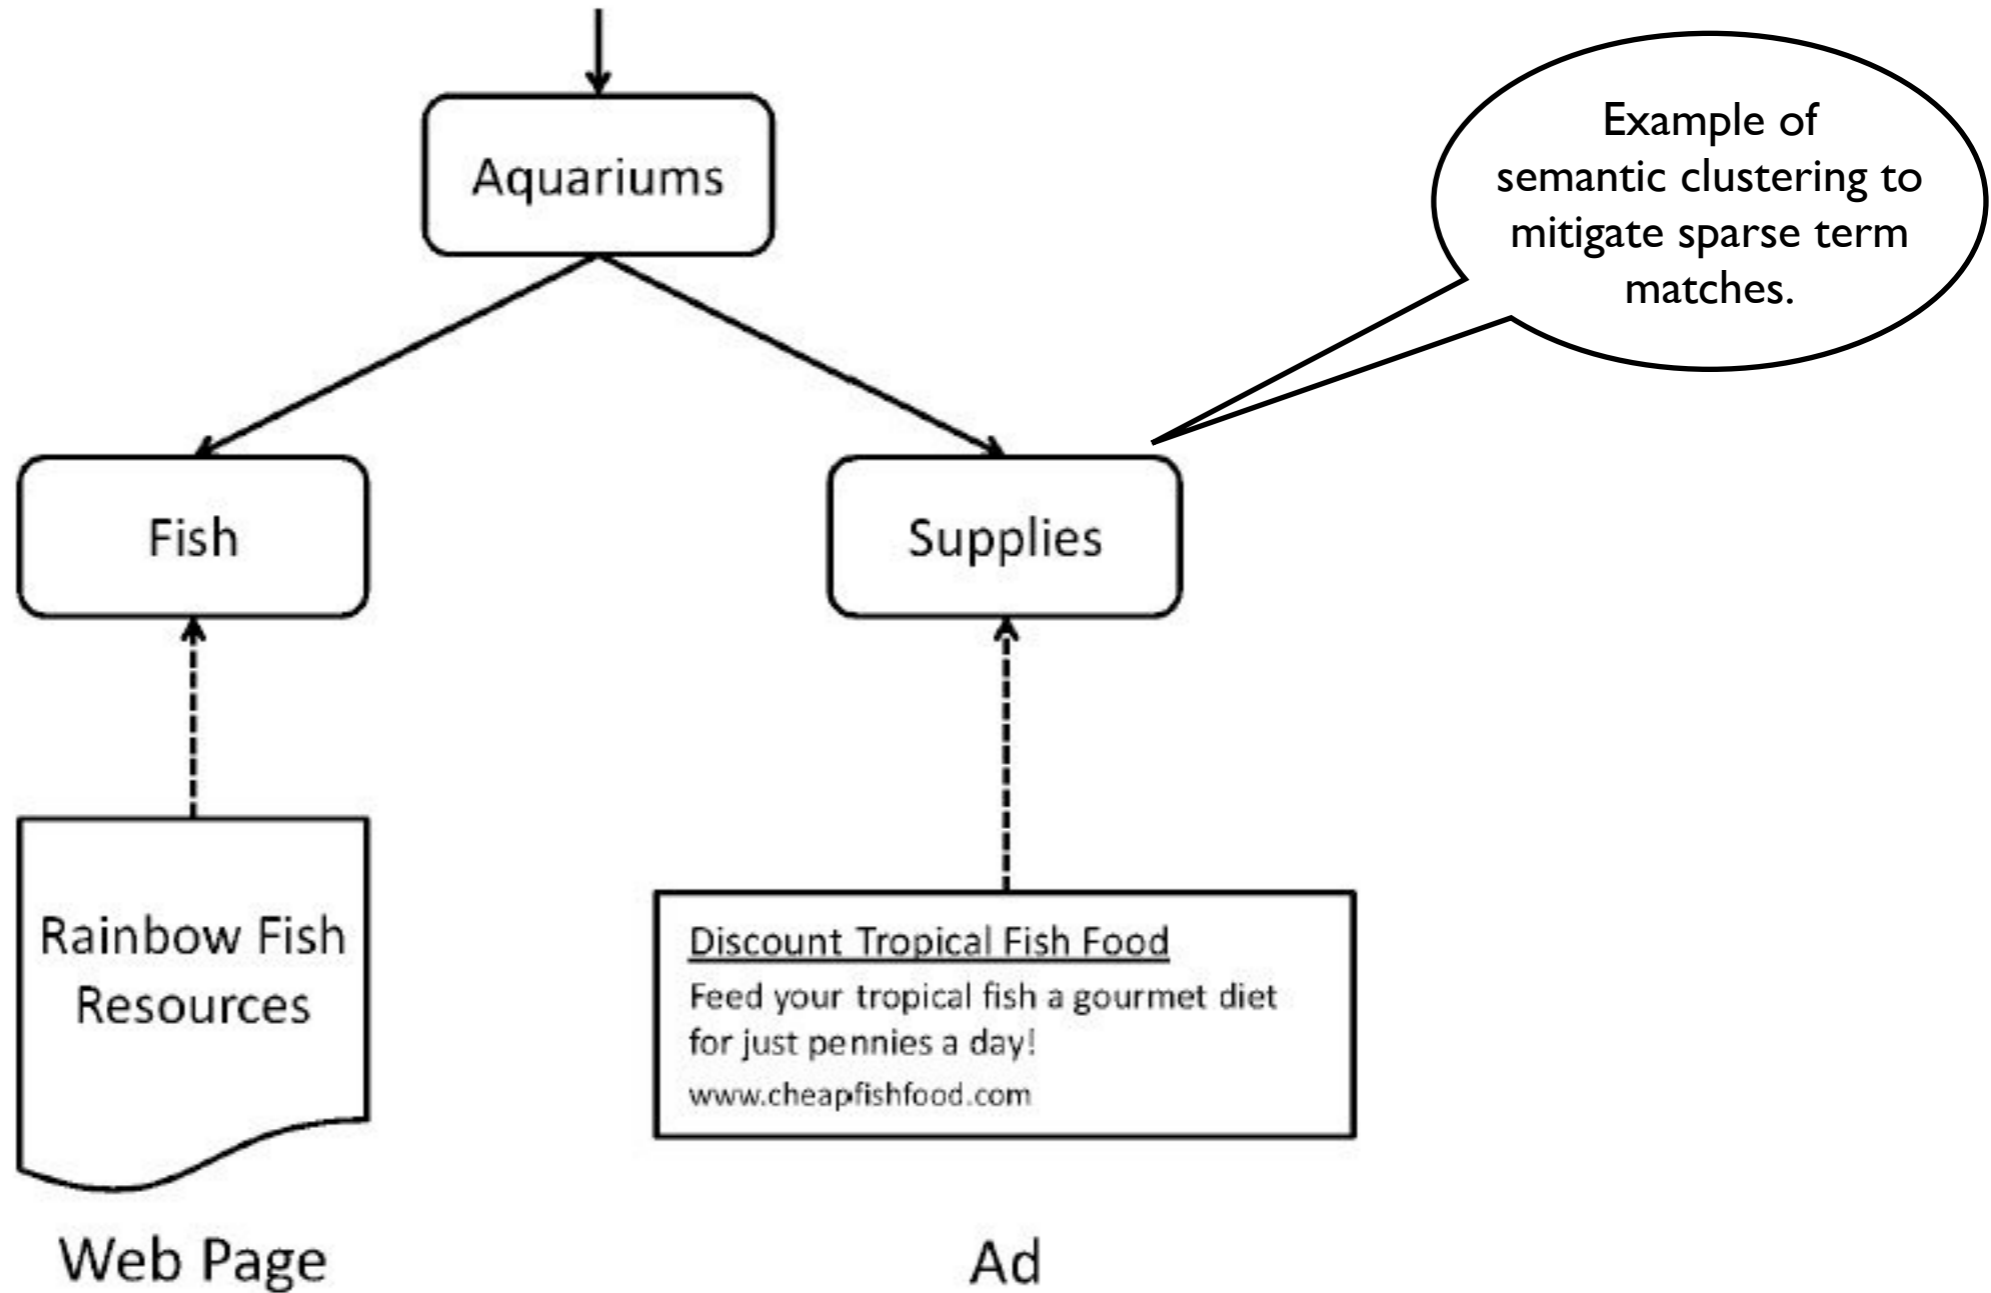 Aquariums
Example of
semantic clustering to
mitigate sparse term
matches.
Fish
Supplies
Rainbow Fish
Resources
Discount Tropical Fish Food
Feed your tropical fish a gourmet diet
for just pennies a day!
www.cheapfishfood.com
Web Page
Ad